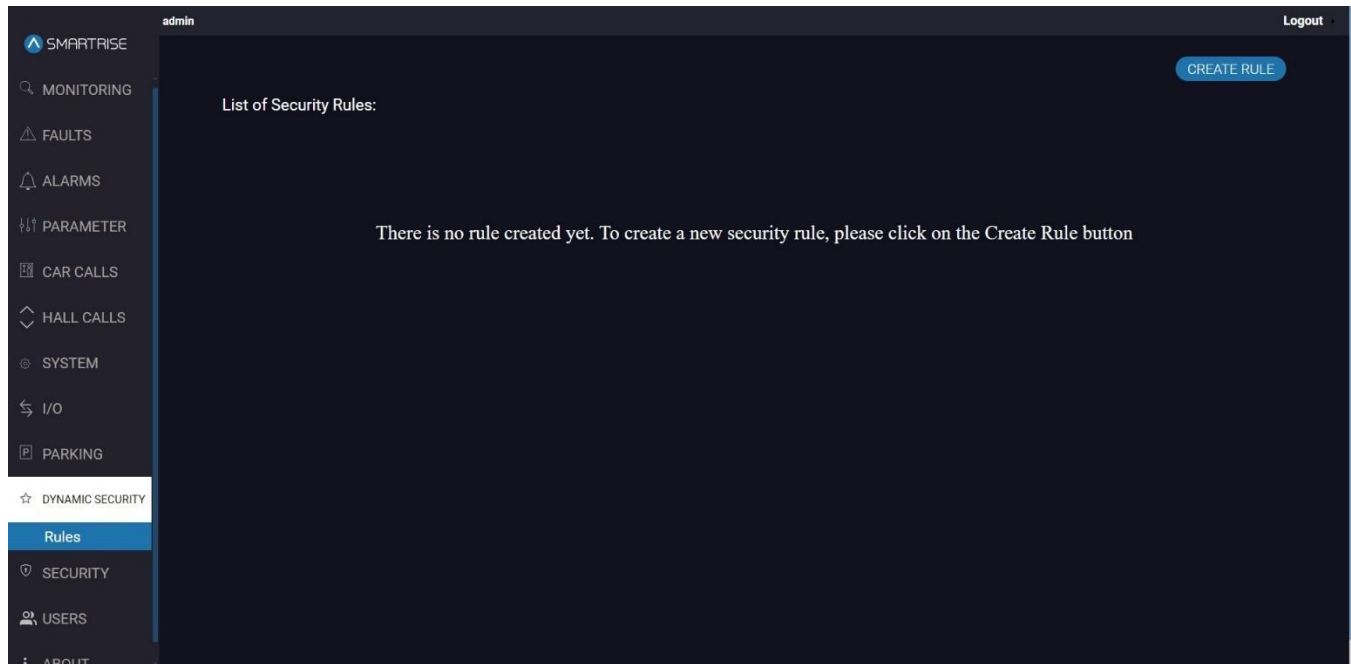 admin
Logout
SMARTRISE
CREATE RULE
MONITORING
List of Security Rules:
FAULTS
ALARMS
PARAMETER
There is no rule created yet. To create a new security rule, please click on the Create Rule button
CAR CALLS
HALL CALLS
SYSTEM
I/O
P PARKING
DYNAMIC SECURITY
Rules
SECURITY
USERS
ABOUT